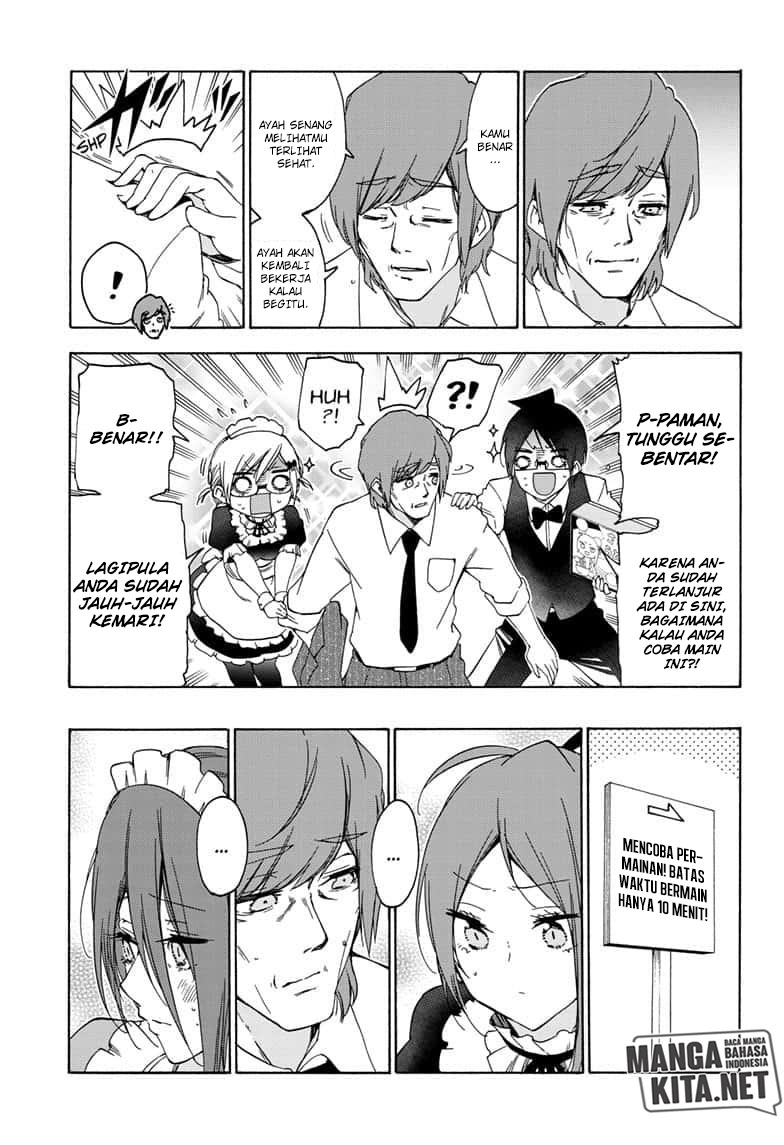 KAMU
BENAR
...
AYAH SENANG
MELIHATMU
TERLIHAT
SEHAT.
AYAH AKAN
KEMBALI
BEKERJA
KALAU
BEGITU.
SHP
!
P-PAMAN,
TUNGGU SE-
BENTAR!
KARENA AN-
DA SUDAH
TERLANJUR
ADA DI SINI,
BAGAIMANA
KALAU ANDA
COBA MAIN
INI?!
?!
HUH
?!
B-
BENAR!!
LAGIPULA
ANDA SUDAH
JAUH-JAUH
KEMARI!
MENCOBA PER-
MAINAN! BATAS
WAKTU BERMAIN
HANYA 10 MENIT!
...
...
MANGA
KITA.NET
BACA MANGA
BAHASA
INDONESIA